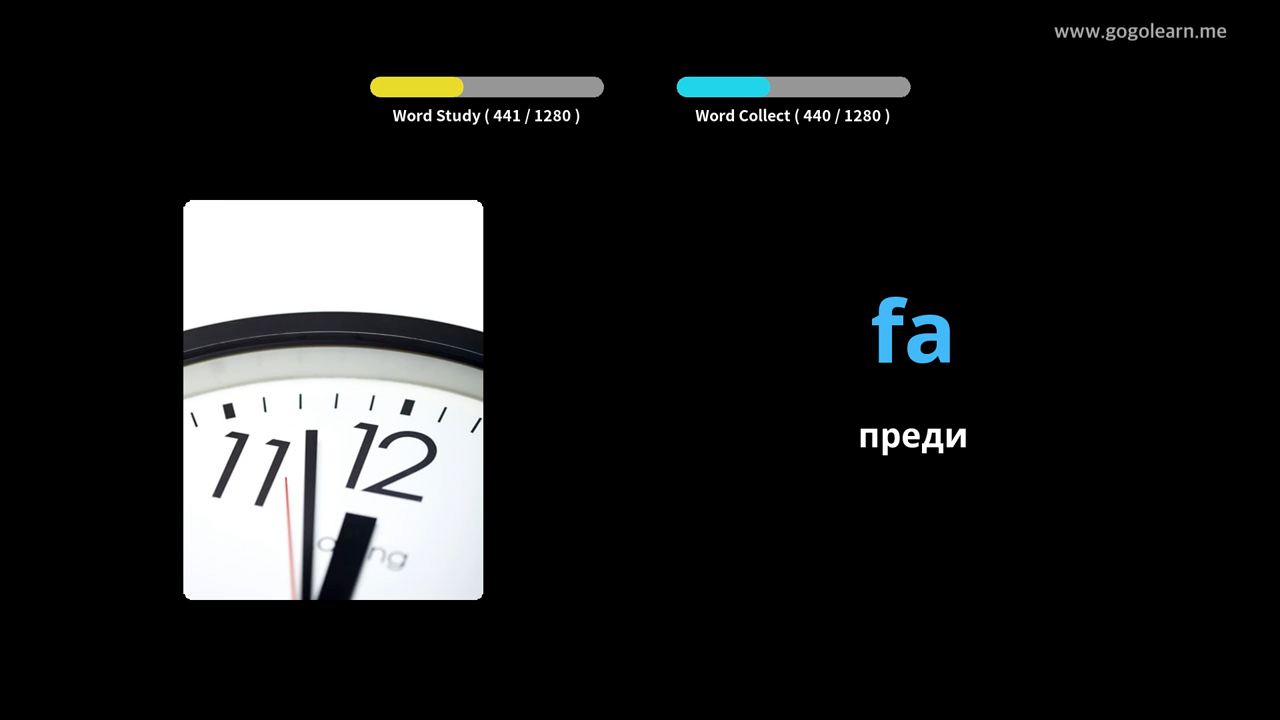 www.gogolearn.me
Word Study ( 441 / 1280 )
Word Collect ( 440 / 1280 )
fa
преди
11 12